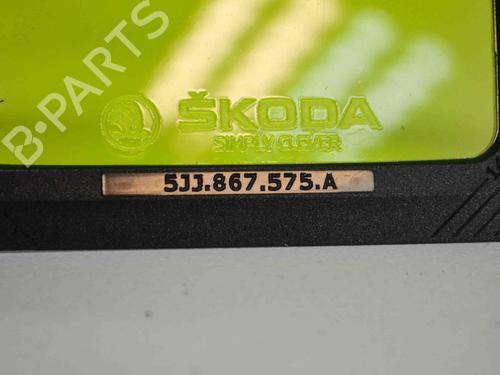 B-PARTS
ŠKODA
SIMPLY CLEVER
5JJ.867.575.A